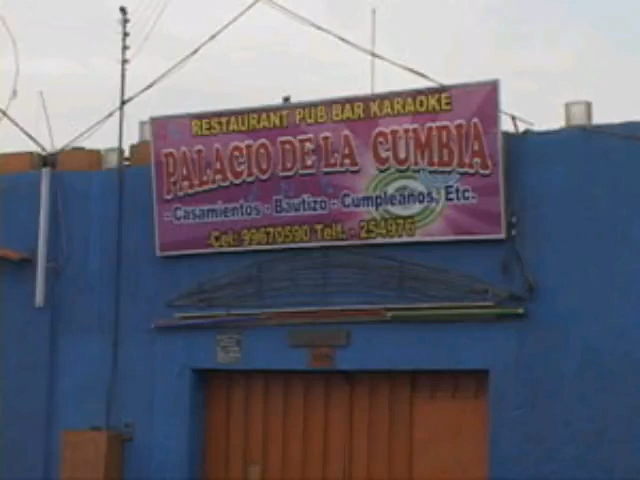 RESTAURANT PUB BAR KARAOKE
PALACIO DE LA CUMBIA
- Casamientos - Bautizo - Cumpleaños, Etc.
Cel: 99670590 Telf. - 254976